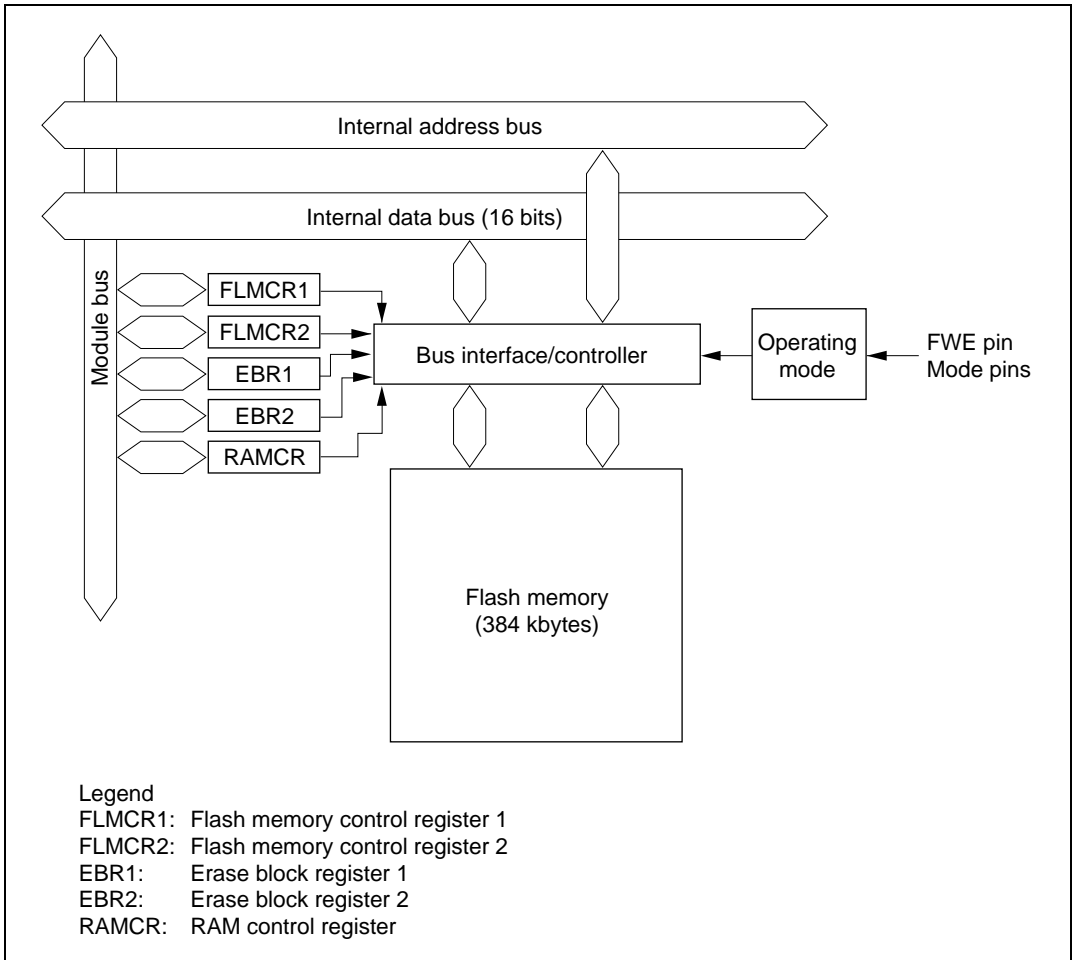 Internal address bus
Internal data bus (16 bits)
Module bus
FLMCR1
FLMCR2
EBR1
EBR2
RAMCR
Bus interface/controller
Operating
mode
FWE pin
Mode pins
Flash memory
(384 kbytes)
Legend
FLMCR1: Flash memory control register 1
FLMCR2: Flash memory control register 2
EBR1: Erase block register 1
EBR2: Erase block register 2
RAMCR: RAM control register